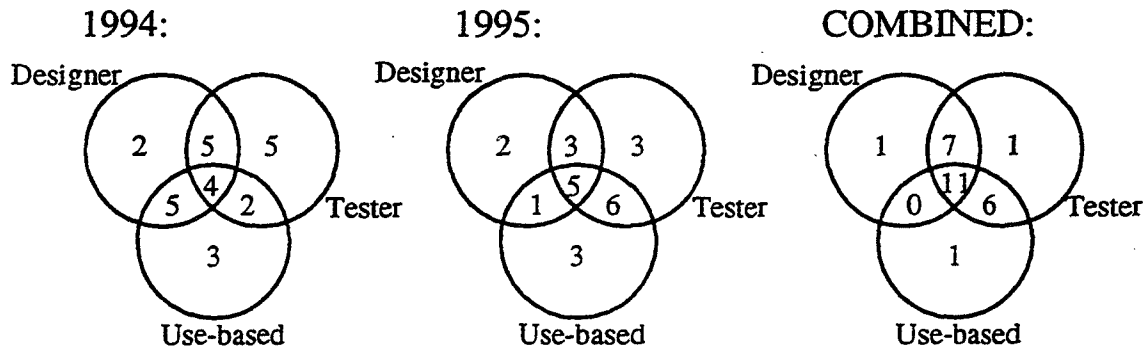 1994: 1995: COMBINED:
Designer Designer Designer
2 5 5 2 3 3 1 7 1
4 5 11
5 2 Tester 1 6 Tester 0 6 Tester
3 3 1
Use-based Use-based Use-based